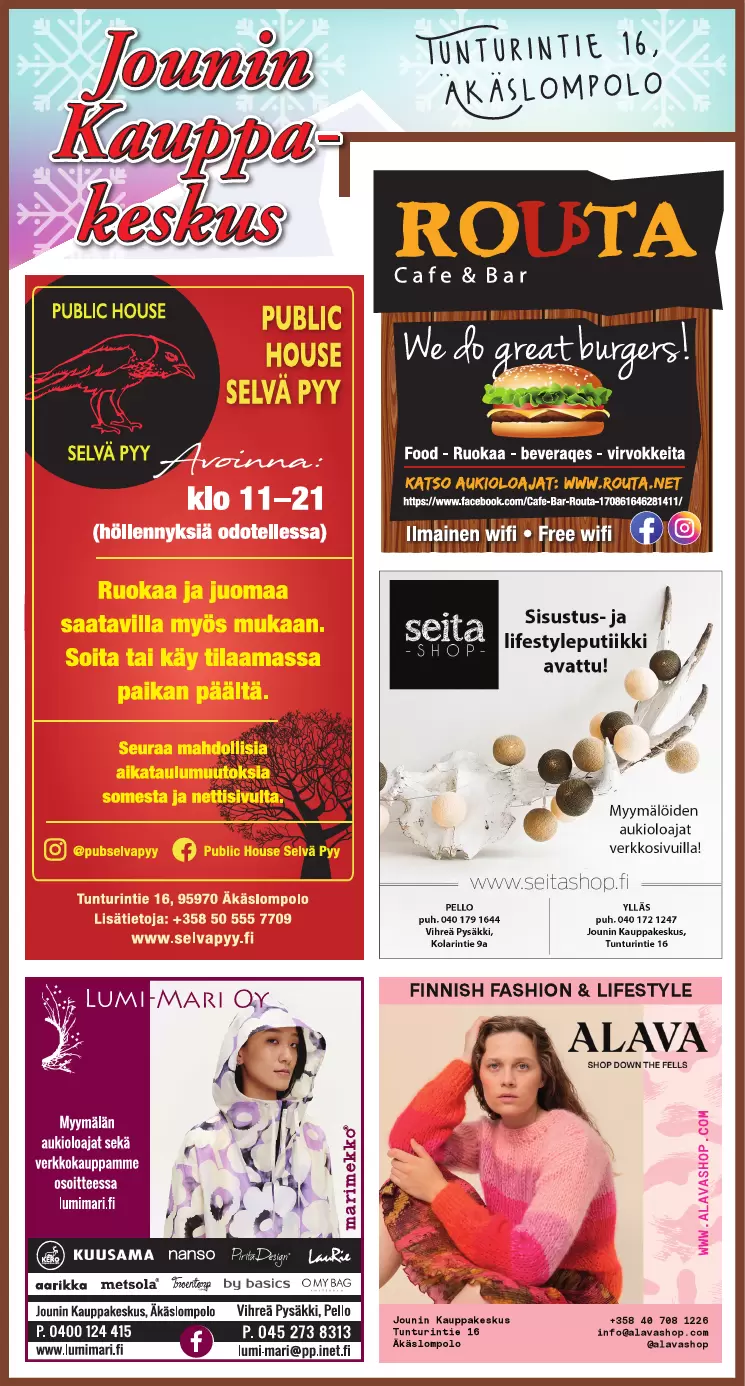 Jounin
Kauppa-
keskus
TUNTURINTIE 16,
ÄKÄSLOMPOLO
PUBLIC HOUSE
SELVÄ PYY
PUBLIC
HOUSE
SELVÄ PYY
Avoinna:
klo 11–21
(höllennyksiä odotellessa)
Ruokaa ja juomaa
saatavilla myös mukaan.
Soita tai käy tilaamassa
paikan päältä.
Seuraa mahdollisia
aikataulumuutoksia
somesta ja nettisivulta.
@pubselvapyy Public House Selvä Pyy
Tunturintie 16, 95970 Äkäslompolo
Lisätietoja: +358 50 555 7709
www.selvapyy.fi
ROUTA
Cafe & Bar
We do great burgers!
Food - Ruokaa - beveraqes - virvokkeita
KATSO AUKIOLOAJAT: WWW.ROUTA.NET
https://www.facebook.com/Cafe-Bar-Routa-170861646281411/
Ilmainen wifi • Free wifi
seita
- SHOP -
Sisustus- ja
lifestyleputiikki
avattu!
Myymälöiden
aukioloajat
verkkosivuilla!
www.seitashop.fi
PELLO
puh. 040 179 1644
Vihreä Pysäkki,
Kolarintie 9a
YLLÄS
puh. 040 172 1247
Jounin Kauppakeskus,
Tunturintie 16
LUMI-MARI OY
Myymälän
aukioloajat sekä
verkkokauppamme
osoitteessa
lumimari.fi
marimekko®
KEKO KUUSAMA nanso Pirita Design LauRie
aarikka metsola® by basics O MY BAG
Jounin Kauppakeskus, Äkäslompolo
P. 0400 124 415
www.lumimari.fi
Vihreä Pysäkki, Pello
P. 045 273 8313
lumi-mari@pp.inet.fi
FINNISH FASHION & LIFESTYLE
ALAVA
SHOP DOWN THE FELLS
WWW.ALAVASHOP.COM
Jounin Kauppakeskus
Tunturintie 16
Äkäslompolo
+358 40 708 1226
info@alavashop.com
@alavashop